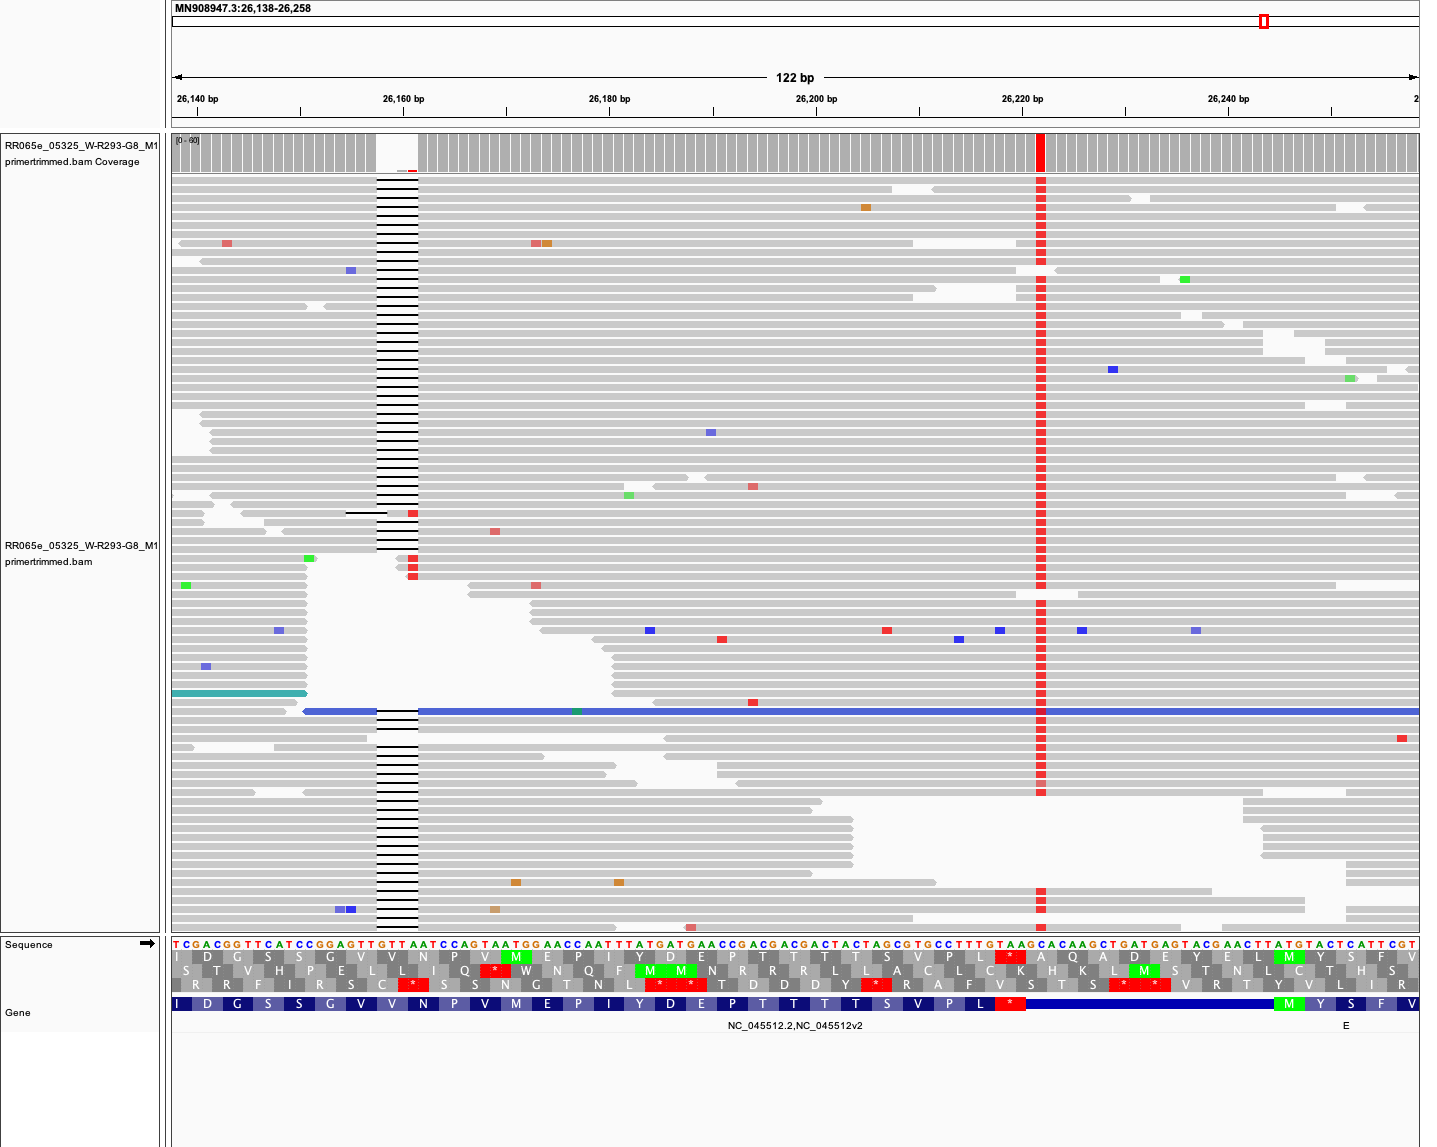 MN908947.3:26,138-26,258
122 bp
26,140 bp 26,160 bp 26,180 bp 26,200 bp 26,220 bp 26,240 bp 2
RR065e_05325_W-R293-G8_M1
primertrimmed.bam Coverage
[0 - 60]
RR065e_05325_W-R293-G8_M1
primertrimmed.bam
Sequence
TCGACGGTTCATCCGGAGTTGTTAATCCAGTAATGGAACCAATTTATGATGAACCGACGACGACTACTAGCGTGCCTTTGTAAGCACAAGCTGATGAGTACGAACTTATGTACTCATTCGT
I D G S S G V V N P V M E P I Y D E P T T T T S V P L * A Q A D E Y E L M Y S F V
S T V H P E L L I Q * W N Q F M M N R R R L L A C L C K H K L M S T N L C T H S
R R F I R S C * S S N G T N L * * T D D D Y * R A F V S T S * * V R T Y V L I R
Gene
I D G S S G V V N P V M E P I Y D E P T T T T S V P L * M Y S F V
NC_045512.2,NC_045512v2 E